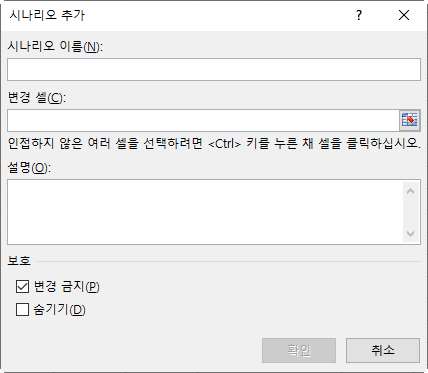 시나리오 추가
시나리오 이름(N):
변경 셀(C):
인접하지 않은 여러 셀을 선택하려면 <Ctrl> 키를 누른 채 셀을 클릭하십시오.
설명(O):
보호
변경 금지(P)
숨기기(D)
확인 취소